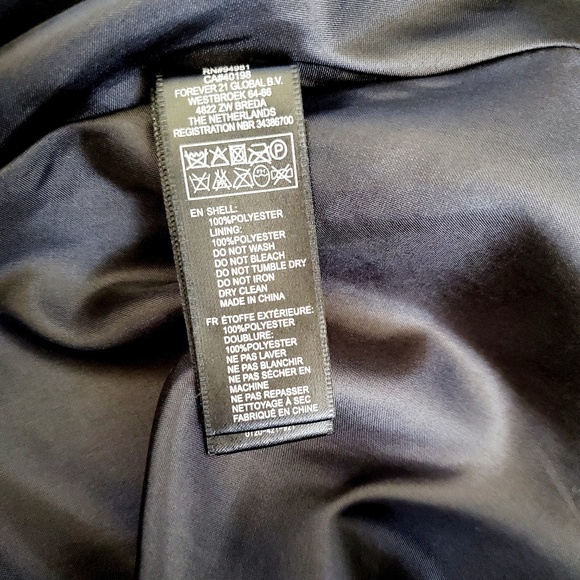 RN#94981
CA#40198
FOREVER 21 GLOBAL B.V.
WESTBROEK 64-66
4822 ZW BREDA
THE NETHERLANDS
REGISTRATION NBR 34386700
EN SHELL:
100%POLYESTER
LINING:
100%POLYESTER
DO NOT WASH
DO NOT BLEACH
DO NOT TUMBLE DRY
DO NOT IRON
DRY CLEAN
MADE IN CHINA
FR ÉTOFFE EXTÉRIEURE:
100%POLYESTER
DOUBLURE:
100%POLYESTER
NE PAS LAVER
NE PAS BLANCHIR
NE PAS SÉCHER EN
MACHINE
NE PAS REPASSER
NETTOYAGE À SEC
FABRIQUÉ EN CHINE